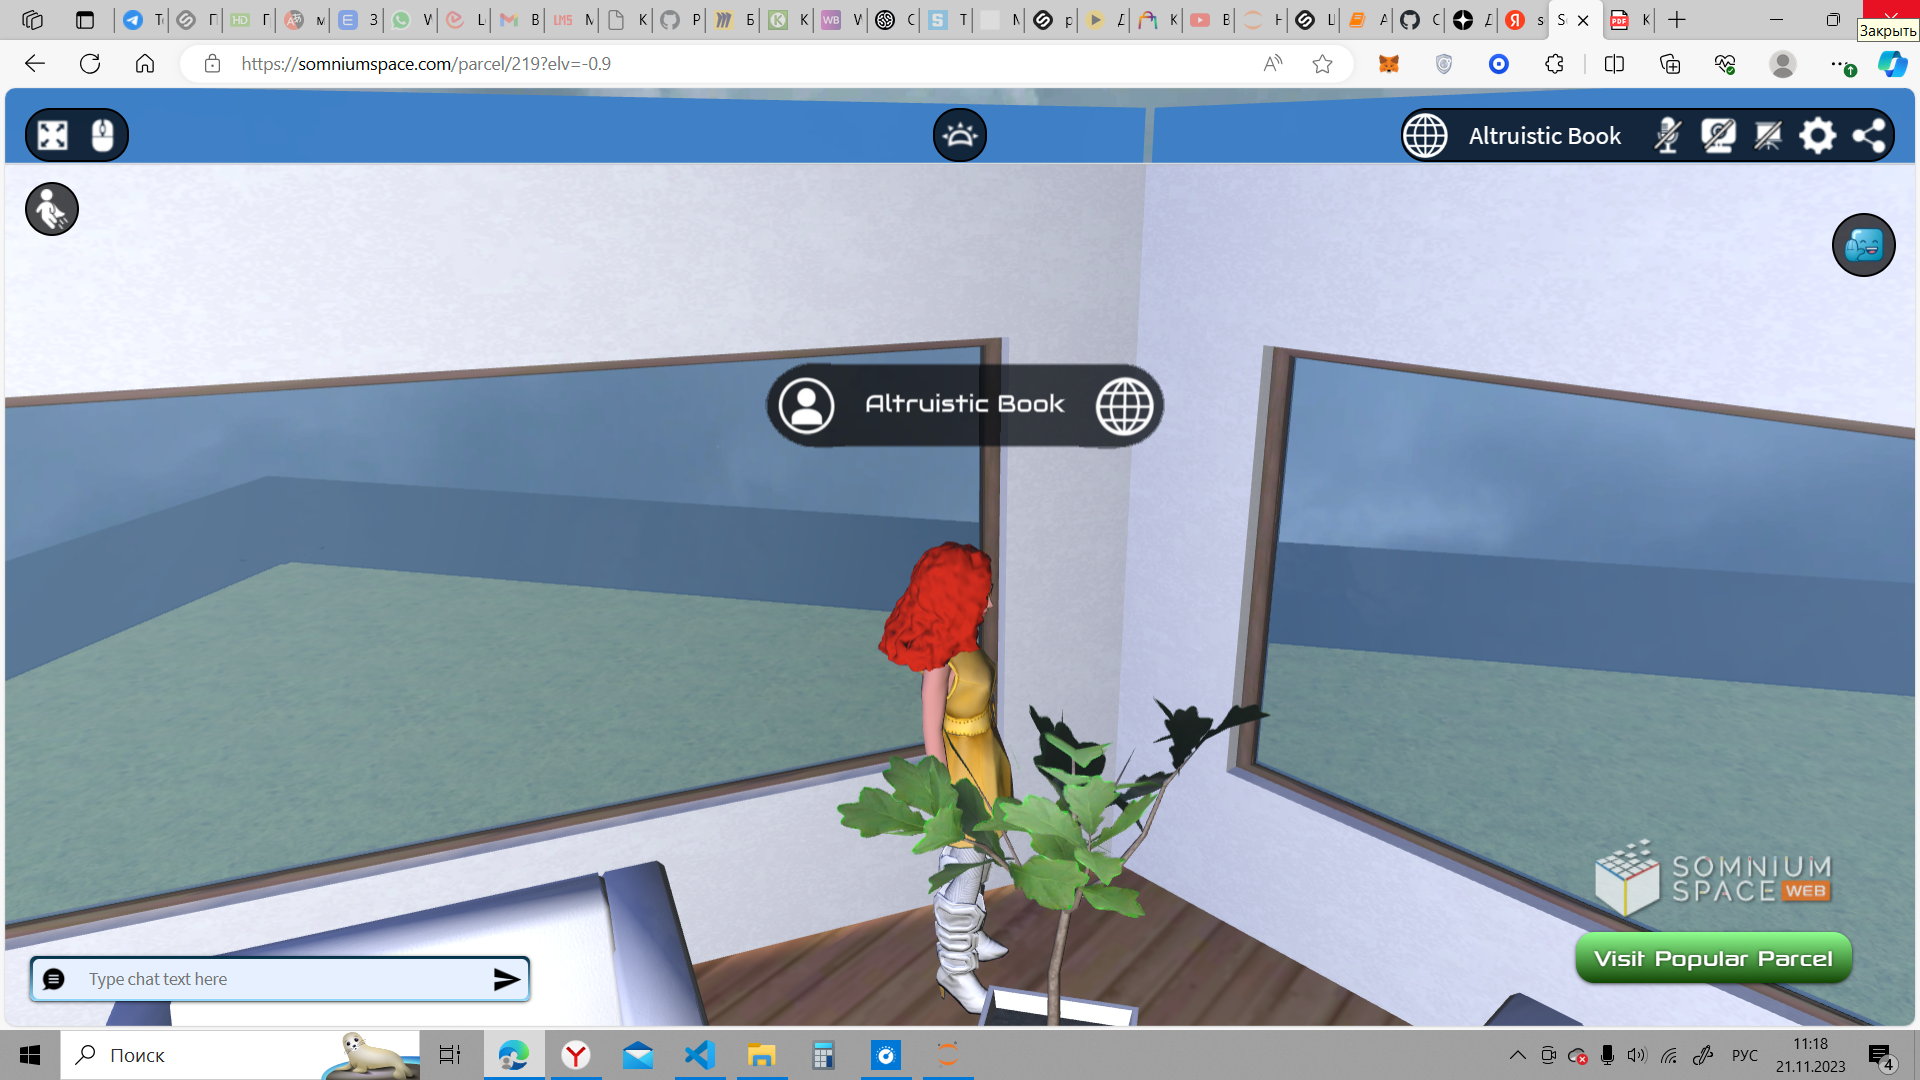 Закрыть
https://somniumspace.com/parcel/219?elv=-0.9
Altruistic Book
Altruistic Book
SOMNIUM
SPACE WEB
Visit Popular Parcel
Type chat text here
Поиск
РУС
11:18
21.11.2023
4